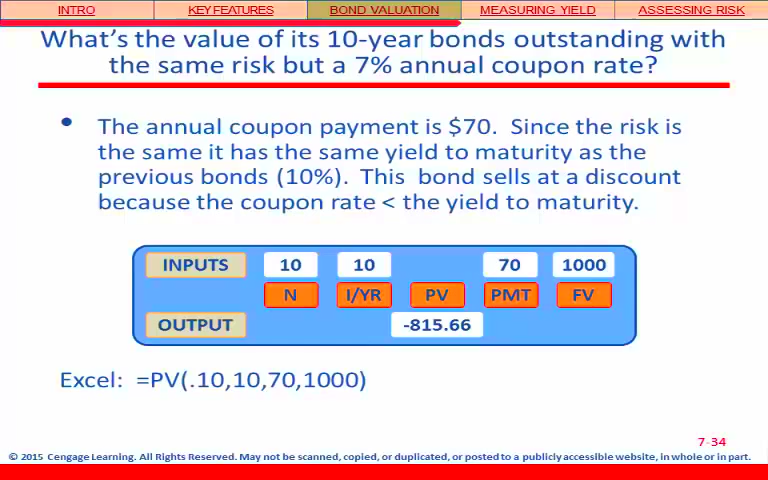 INTRO KEY FEATURES BOND VALUATION MEASURING YIELD ASSESSING RISK
What's the value of its 10-year bonds outstanding with
the same risk but a 7% annual coupon rate?
• The annual coupon payment is $70. Since the risk is
the same it has the same yield to maturity as the
previous bonds (10%). This bond sells at a discount
because the coupon rate < the yield to maturity.
INPUTS 10 10 70 1000
N I/YR PV PMT FV
OUTPUT -815.66
Excel: =PV(.10,10,70,1000)
7-34
© 2015 Cengage Learning. All Rights Reserved. May not be scanned, copied, or duplicated, or posted to a publicly accessible website, in whole or in part.